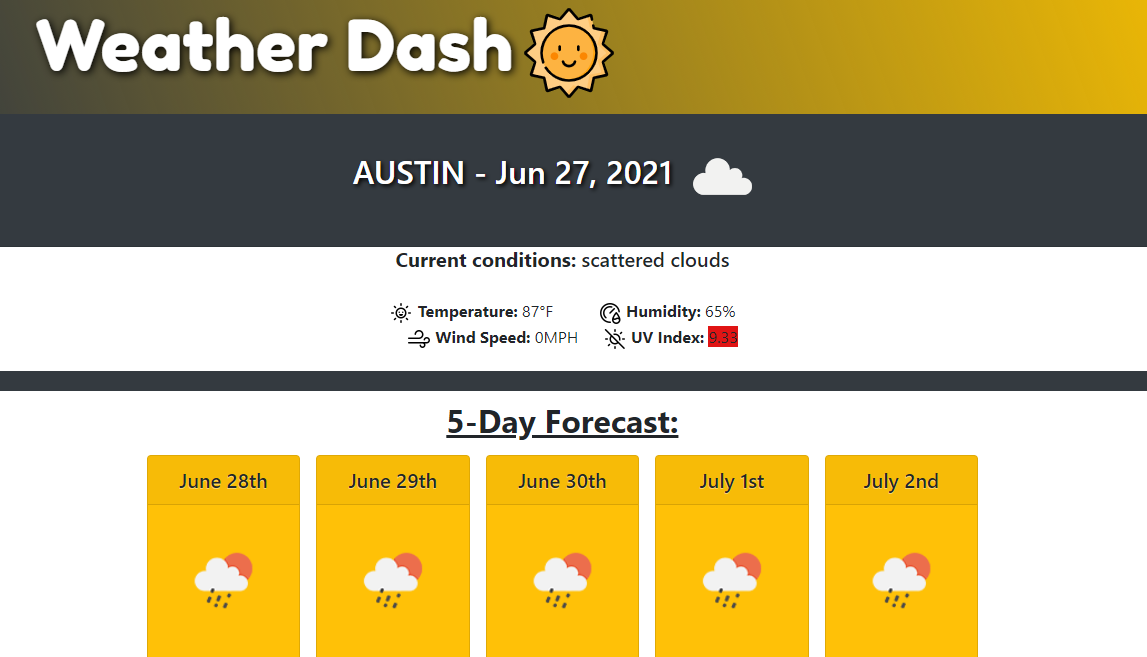 Weather Dash
AUSTIN - Jun 27, 2021
Current conditions: scattered clouds
Temperature: 87°F Humidity: 65%
Wind Speed: 0MPH UV Index: 9.33
5-Day Forecast:
June 28th June 29th June 30th July 1st July 2nd